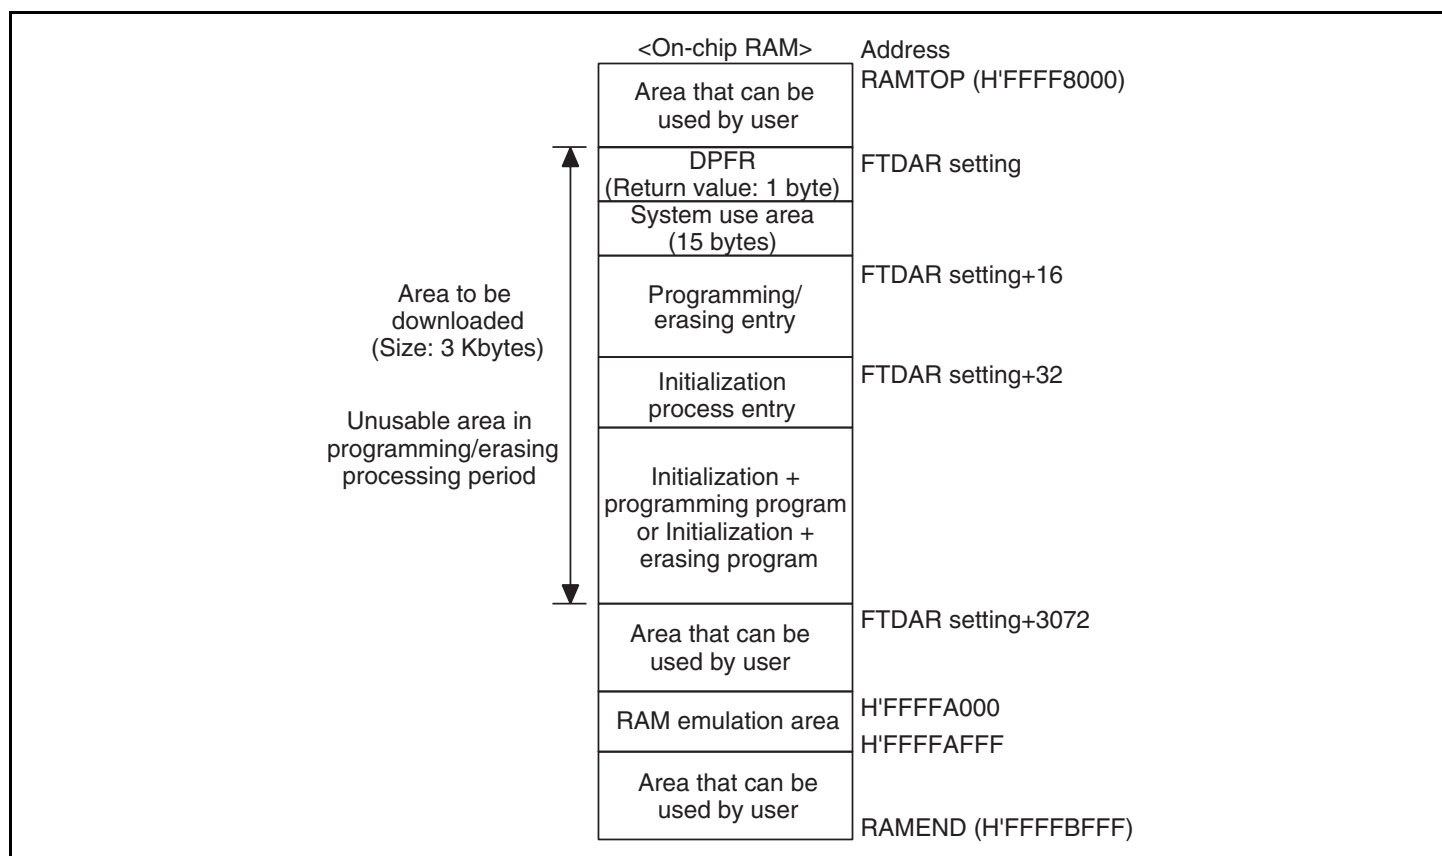 <On-chip RAM>
Address
RAMTOP (H'FFFF8000)
Area that can be
used by user
DPFR
(Return value: 1 byte)
FTDAR setting
System use area
(15 bytes)
FTDAR setting+16
Programming/
erasing entry
Area to be
downloaded
(Size: 3 Kbytes)
FTDAR setting+32
Initialization
process entry
Unusable area in
programming/erasing
processing period
Initialization +
programming program
or Initialization +
erasing program
FTDAR setting+3072
Area that can be
used by user
H'FFFFA000
RAM emulation area
H'FFFFAFFF
Area that can be
used by user
RAMEND (H'FFFFBFFF)